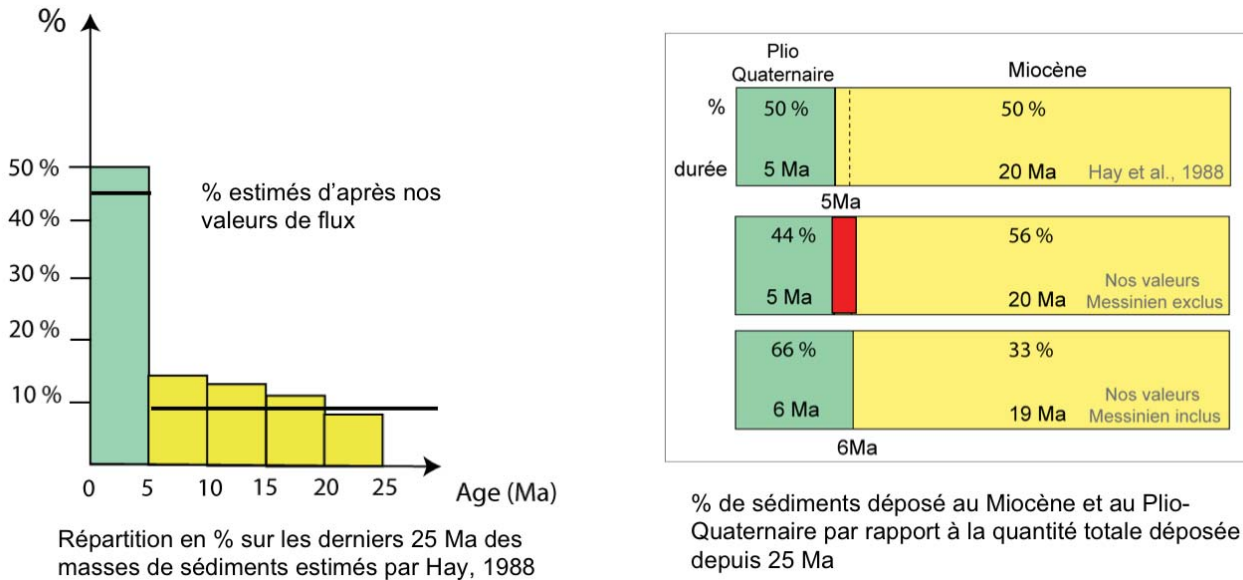 %
50 %
40 %
30 %
20 %
10 %
% estimés d'après nos
valeurs de flux
0 5 10 15 20 25 Age (Ma)
Répartition en % sur les derniers 25 Ma des
masses de sédiments estimés par Hay, 1988
Plio
Quaternaire
Miocène
% 50 % 50 %
durée 5 Ma 20 Ma Hay et al., 1988
5Ma
44 % 56 %
Nos valeurs
5 Ma 20 Ma Messinien exclus
66 % 33 %
Nos valeurs
6 Ma 19 Ma Messinien inclus
6Ma
% de sédiments déposé au Miocène et au Plio-
Quaternaire par rapport à la quantité totale déposée
depuis 25 Ma